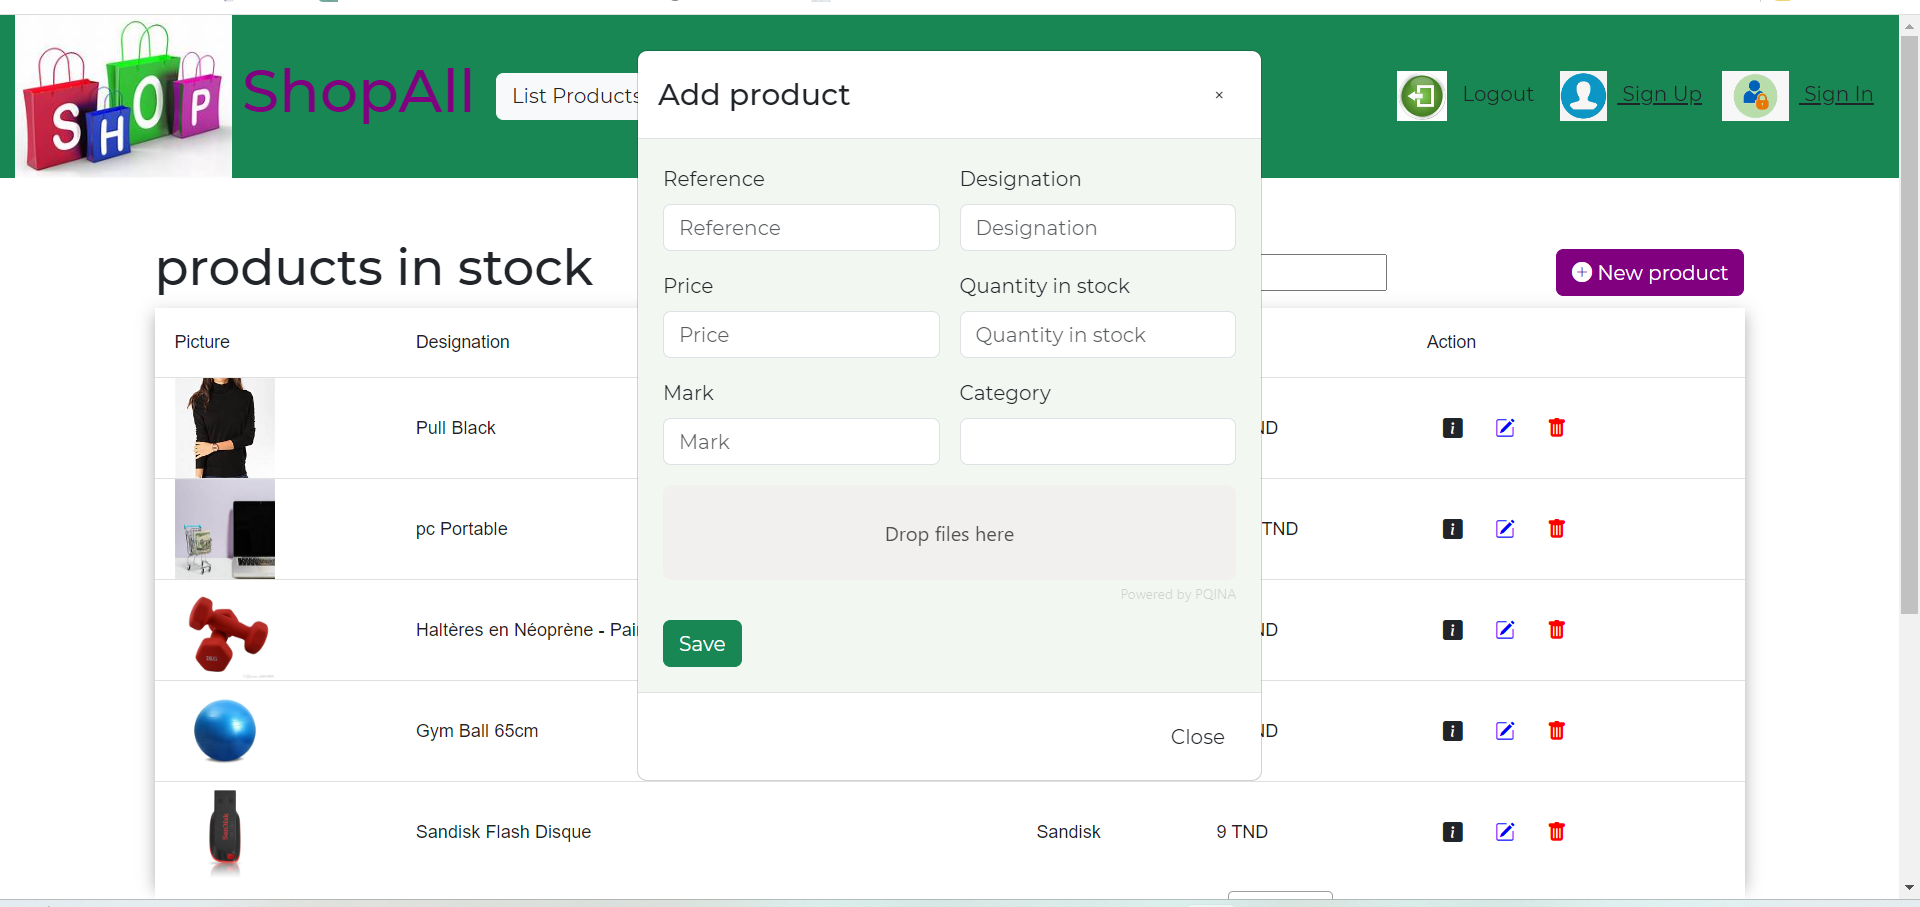 SHOP
ShopAll
List Products
Logout
Sign Up
Sign In
Add product
×
Reference
Designation
Reference
Designation
Price
Quantity in stock
Price
Quantity in stock
Mark
Category
Mark
Drop files here
Powered by PQINA
Save
Close
products in stock
New product
Picture
Designation
Action
Pull Black
ND
pc Portable
TND
Haltères en Néoprène - Pai
ND
Gym Ball 65cm
ND
Sandisk Flash Disque
Sandisk
9 TND